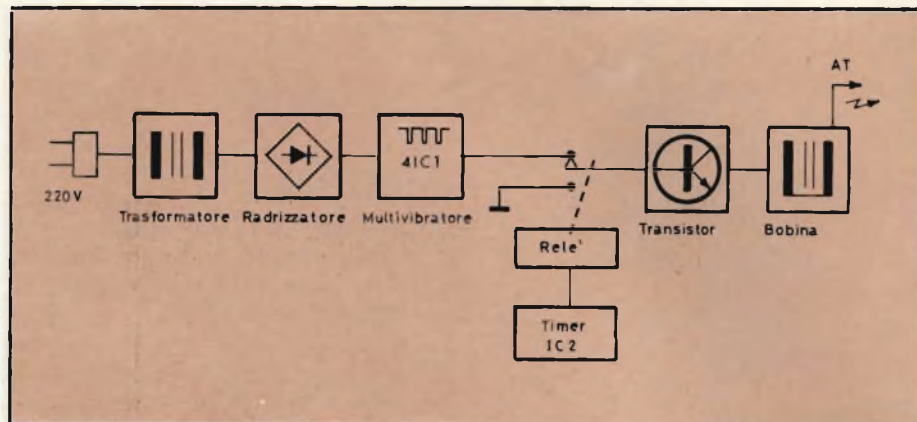 AT
4IC1
220V
Trasformatore
Radrizzatore
Multivibratore
Rele'
Transistor
Bobina
Timer
IC2